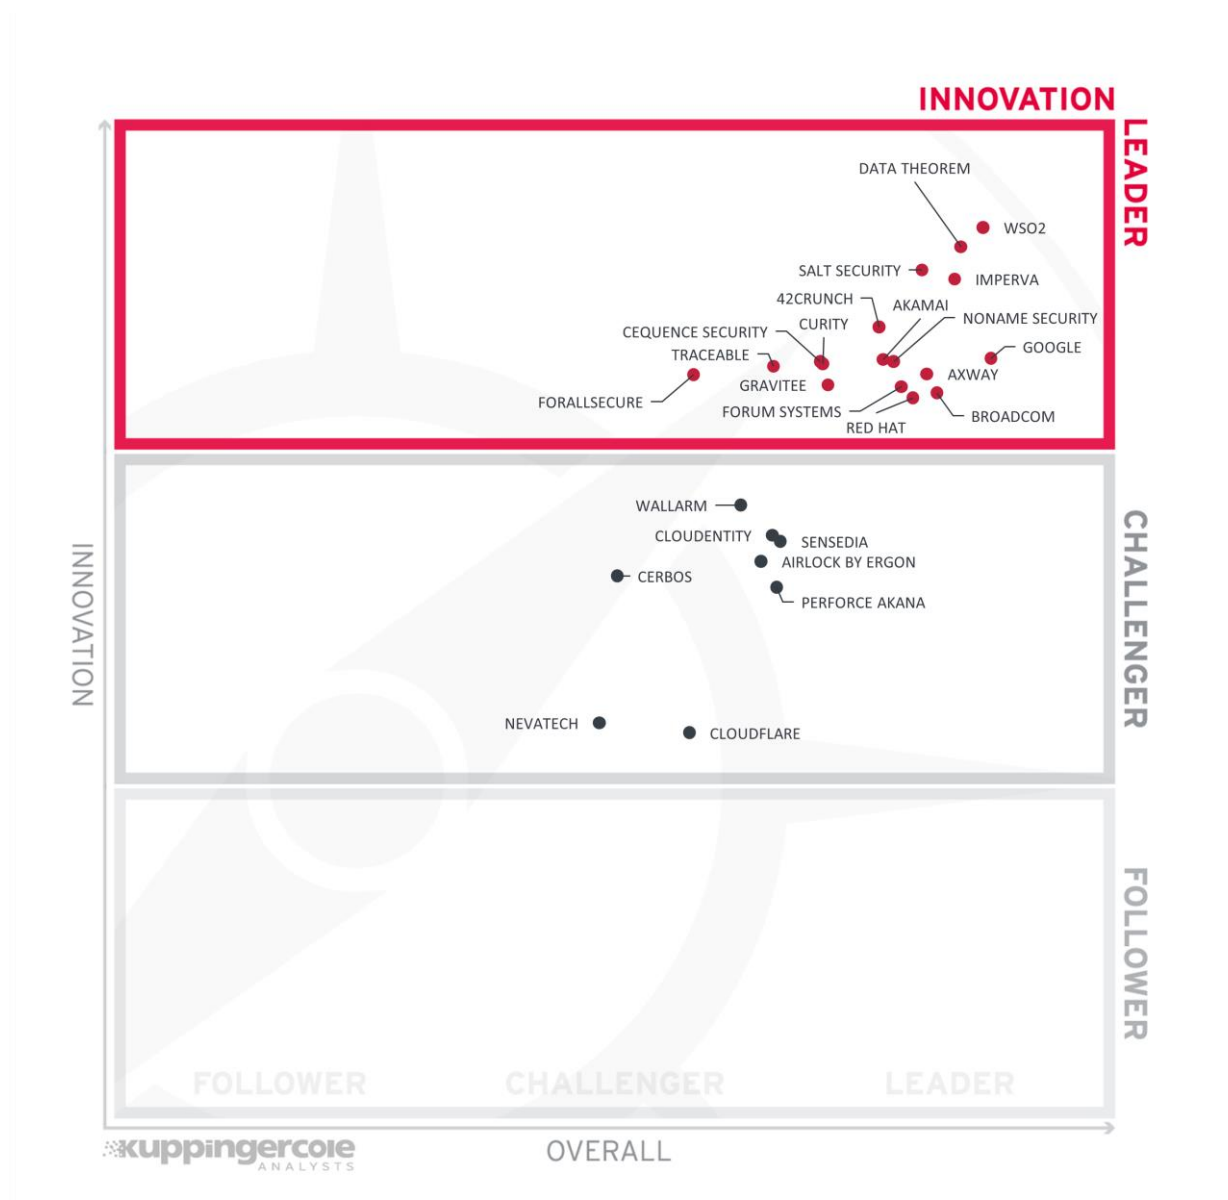 INNOVATION
LEADER
DATA THEOREM
WSO2
SALT SECURITY
IMPERVA
42CRUNCH
AKAMAI
NONAME SECURITY
CURITY
CEQUENCE SECURITY
GOOGLE
TRACEABLE
AXWAY
GRAVITEE
FORALLSECURE
FORUM SYSTEMS
BROADCOM
RED HAT
WALLARM
CLOUDENTITY
SENSEDIA
AIRLOCK BY ERGON
CERBOS
PERFORCE AKANA
CHALLENGER
INNOVATION
NEVATECH
CLOUDFLARE
FOLLOWER
FOLLOWER
CHALLENGER
LEADER
kuppingercole
ANALYSTS
OVERALL